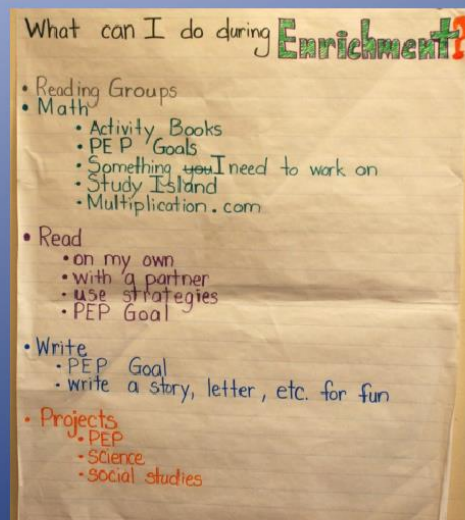 What can I do during Enrichment?
• Reading Groups
• Math
• Activity Books
• PEP Goals
• Something you I need to work on
• Study Island
• Multiplication.com
• Read
• on my own
• with a partner
• use strategies
• PEP Goal
• Write
• PEP Goal
• write a story, letter, etc. for fun
• Projects
• PEP
• science
• social studies